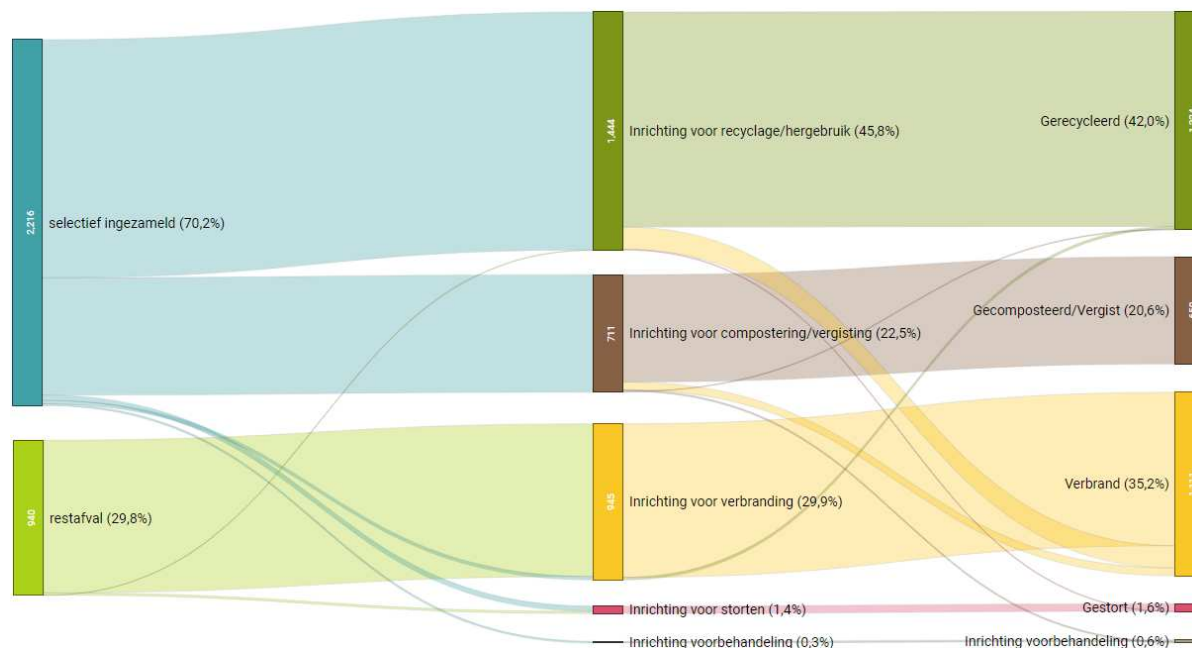 2,216
selectief ingezameld (70,2%)
940
restafval (29,8%)
1,444
Inrichting voor recyclage/hergebruik (45,8%)
711
Inrichting voor compostering/vergisting (22,5%)
945
Inrichting voor verbranding (29,9%)
Inrichting voor storten (1,4%)
Inrichting voorbehandeling (0,3%)
Gerecycleerd (42,0%)
Gecomposteerd/Vergist (20,6%)
Verbrand (35,2%)
Gestort (1,6%)
Inrichting voorbehandeling (0,6%)